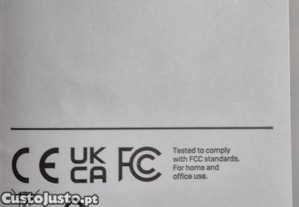 CE UK CA FC Tested to comply
with FCC standards.
For home and
office use.
CustoJusto.pt